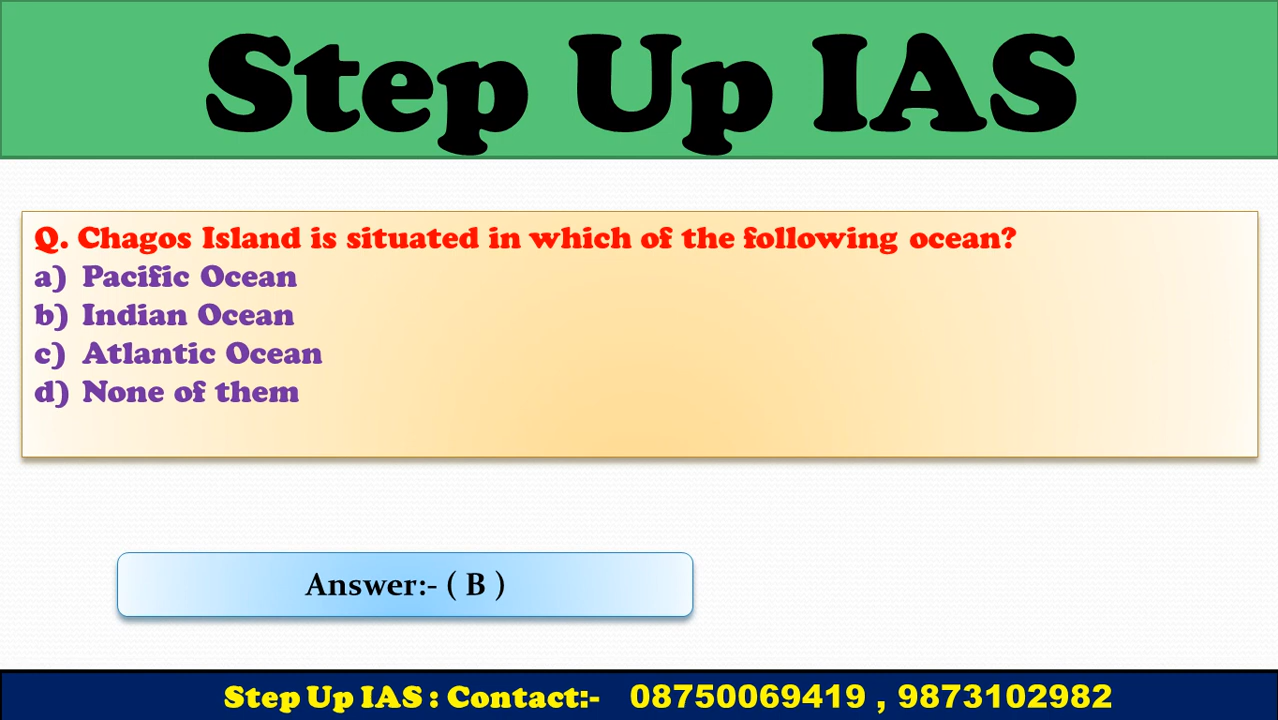 Step Up IAS
Q. Chagos Island is situated in which of the following ocean?
a) Pacific Ocean
b) Indian Ocean
c) Atlantic Ocean
d) None of them
Answer:- ( B )
Step Up IAS : Contact:- 08750069419 , 9873102982